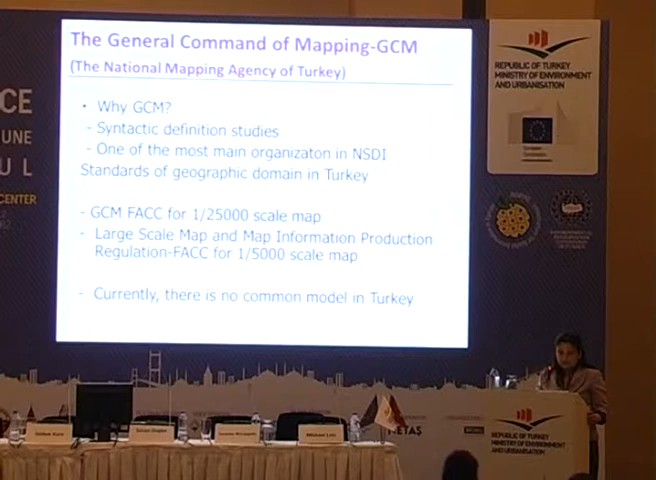 The General Command of Mapping-GCM
(The National Mapping Agency of Turkey)
• Why GCM?
- Syntactic definition studies
- One of the most main organizaton in NSDI
Standards of geographic domain in Turkey
- GCM FACC for 1/25000 scale map
- Large Scale Map and Map Information Production
Regulation-FACC for 1/5000 scale map
- Currently, there is no common model in Turkey
CE
UNE
U L
CENTER
REPUBLIC OF TURKEY
MINISTRY OF ENVIRONMENT
AND URBANISATION
NETAS
REPUBLIC OF TURKEY
MINISTRY OF ENVIRONMENT
AND URBANISATION